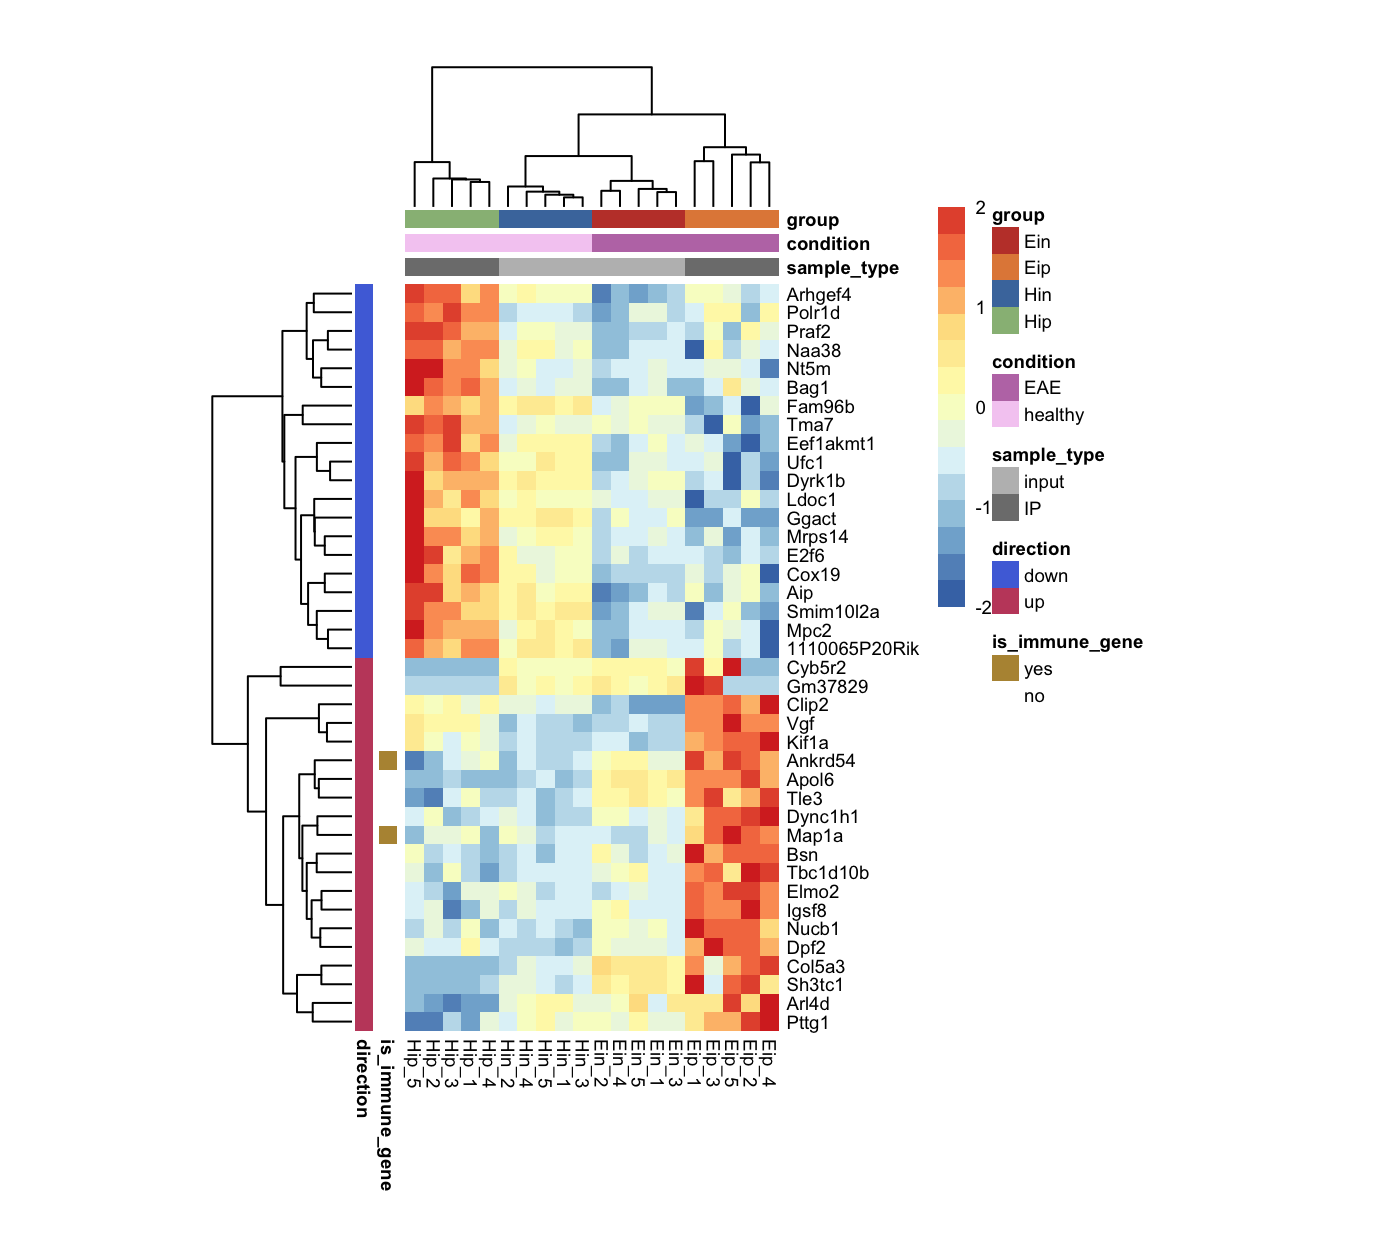 group
condition
sample_type
Arhgef4
Polr1d
Praf2
Naa38
Nt5m
Bag1
Fam96b
Tma7
Eef1akmt1
Ufc1
Dyrk1b
Ldoc1
Ggact
Mrps14
E2f6
Cox19
Aip
Smim10l2a
Mpc2
1110065P20Rik
Cyb5r2
Gm37829
Clip2
Vgf
Kif1a
Ankrd54
Apol6
Tle3
Dync1h1
Map1a
Bsn
Tbc1d10b
Elmo2
Igsf8
Nucb1
Dpf2
Col5a3
Sh3tc1
Arl4d
Pttg1
direction
is_immune_gene
Hip_5
Hip_2
Hip_3
Hip_1
Hip_4
Hin_2
Hin_4
Hin_5
Hin_1
Hin_3
Ein_2
Ein_4
Ein_5
Ein_1
Ein_3
Eip_1
Eip_3
Eip_5
Eip_2
Eip_4
2
1
0
-1
-2
group
Ein
Eip
Hin
Hip
condition
EAE
healthy
sample_type
input
IP
direction
down
up
is_immune_gene
yes
no